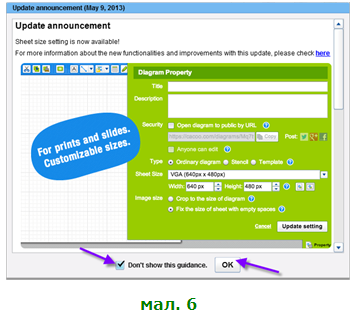 Update announcement (May 9, 2013)
Update announcement
Sheet size setting is now available!
For more information about the new functionalities and improvements with this update, please check here
Diagram Property
Title
Description
For prints and slides.
Customizable sizes.
Security Open diagram to public by URL
https://cacoo.com/diagrams/ Copy Post:
Anyone can edit
Type Ordinary diagram Stencil Template
Sheet Size VGA (640px x 480px)
Width: 640 px Height: 480 px
Image size Crop to the size of diagram
Fix the size of sheet with empty spaces
Cancel Update setting
Property
Don't show this guidance. OK
мал. 6